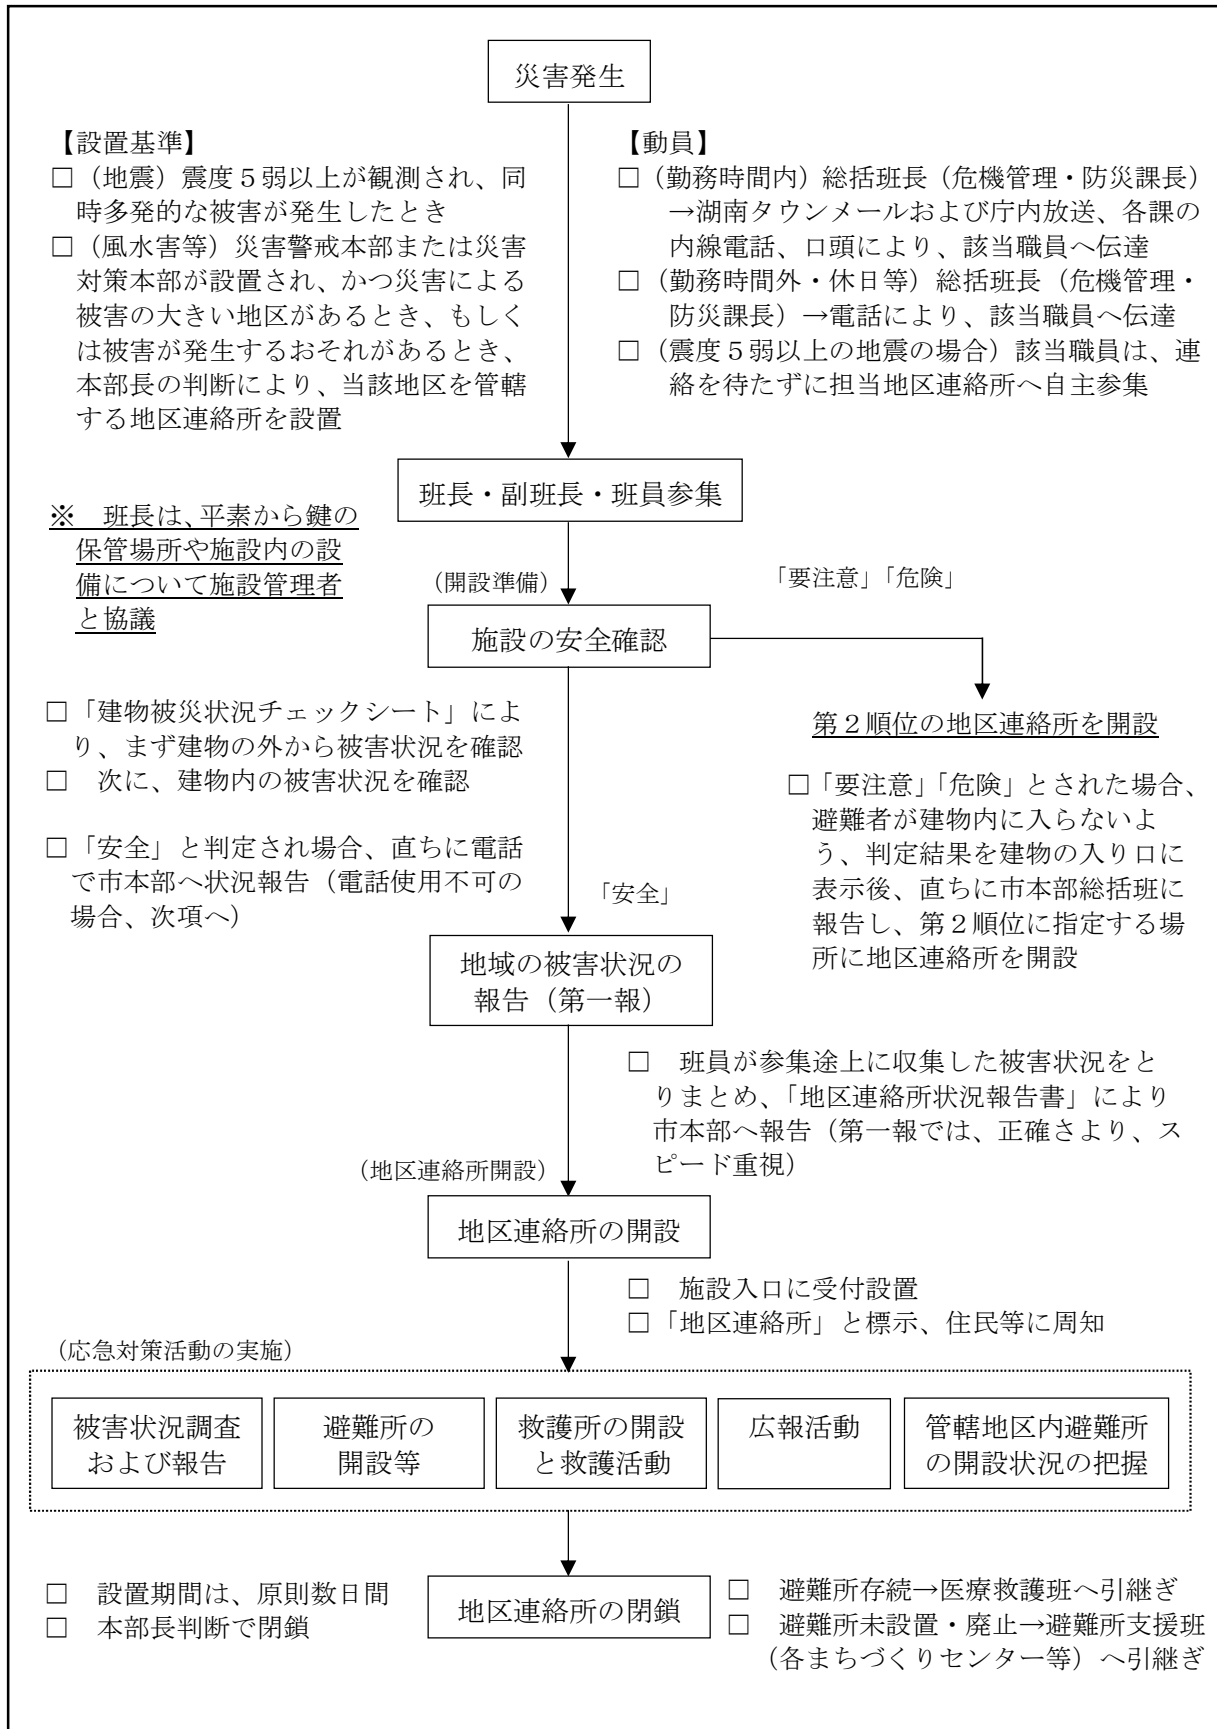 災害発生
【設置基準】
□（地震）震度５弱以上が観測され、同
時多発的な被害が発生したとき
□（風水害等）災害警戒本部または災害
対策本部が設置され、かつ災害による
被害の大きい地区があるとき、もしく
は被害が発生するおそれがあるとき、
本部長の判断により、当該地区を管轄
する地区連絡所を設置
【動員】
□（勤務時間内）総括班長（危機管理・防災課長）
→湖南タウンメールおよび庁内放送、各課の
内線電話、口頭により、該当職員へ伝達
□（勤務時間外・休日等）総括班長（危機管理・
防災課長）→電話により、該当職員へ伝達
□（震度５弱以上の地震の場合）該当職員は、連
絡を待たずに担当地区連絡所へ自主参集
班長・副班長・班員参集
※　班長は、平素から鍵の
保管場所や施設内の設
備について施設管理者
と協議
（開設準備）
「要注意」「危険」
施設の安全確認
□「建物被災状況チェックシート」によ
り、まず建物の外から被害状況を確認
□　次に、建物内の被害状況を確認
□「安全」と判定され場合、直ちに電話
で市本部へ状況報告（電話使用不可の
場合、次項へ）
第２順位の地区連絡所を開設
□「要注意」「危険」とされた場合、
避難者が建物内に入らないよ
う、判定結果を建物の入り口に
表示後、直ちに市本部総括班に
報告し、第２順位に指定する場
所に地区連絡所を開設
「安全」
地域の被害状況の
報告（第一報）
□　班員が参集途上に収集した被害状況をと
りまとめ、「地区連絡所状況報告書」により
市本部へ報告（第一報では、正確さより、ス
ピード重視）
（地区連絡所開設）
地区連絡所の開設
□　施設入口に受付設置
□「地区連絡所」と標示、住民等に周知
（応急対策活動の実施）
被害状況調査
および報告
避難所の
開設等
救護所の開設
と救護活動
広報活動
管轄地区内避難所
の開設状況の把握
□　設置期間は、原則数日間
□　本部長判断で閉鎖
地区連絡所の閉鎖
□　避難所存続→医療救護班へ引継ぎ
□　避難所未設置・廃止→避難所支援班
（各まちづくりセンター等）へ引継ぎ